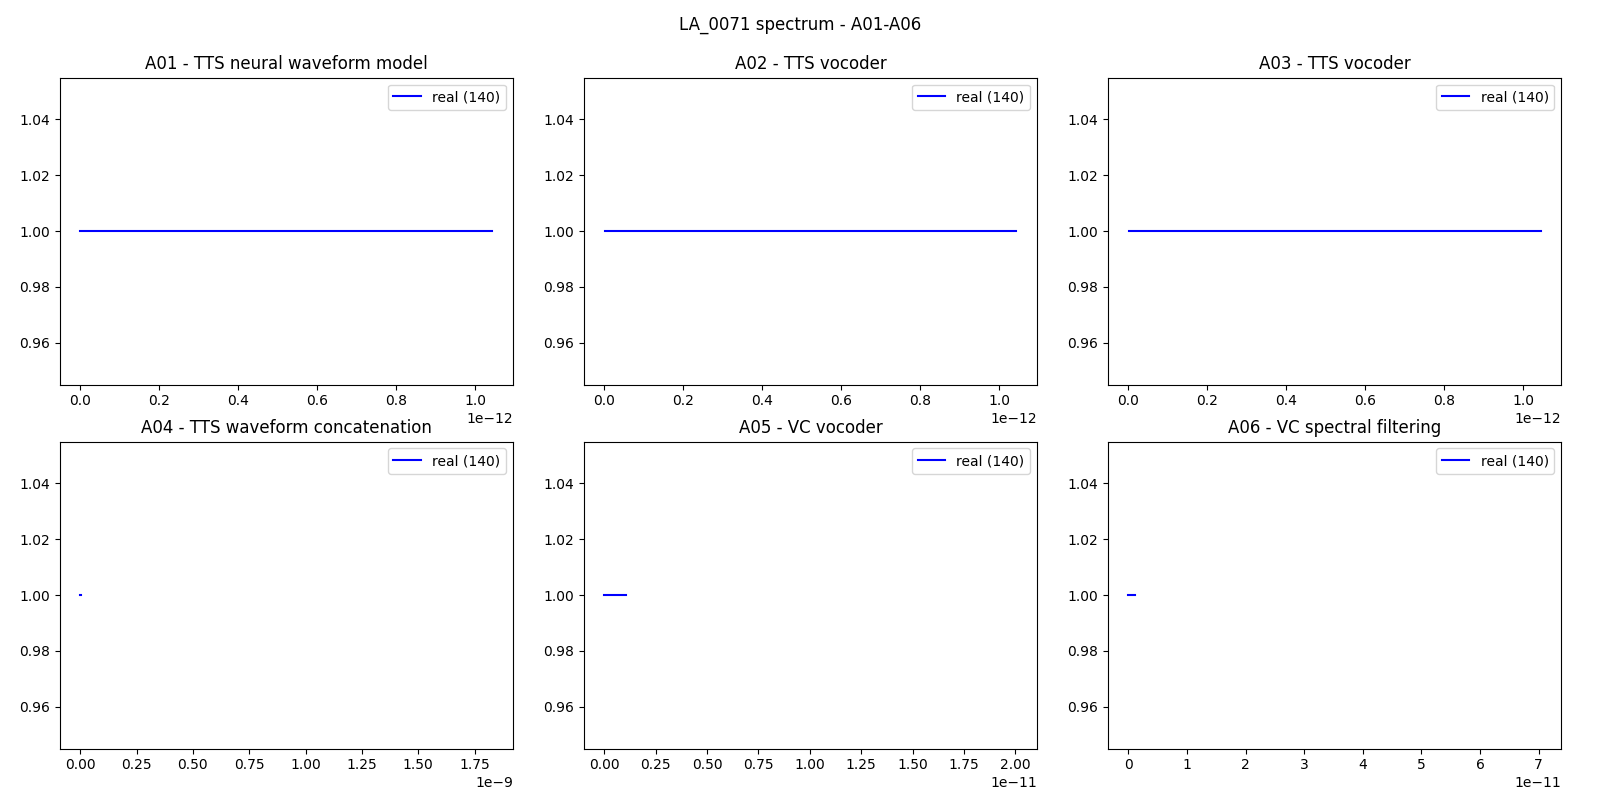 LA_0071 spectrum - A01-A06
A01 - TTS neural waveform model
A02 - TTS vocoder
A03 - TTS vocoder
real (140)
real (140)
real (140)
1.04
1.02
1.00
0.98
0.96
1.04
1.02
1.00
0.98
0.96
1.04
1.02
1.00
0.98
0.96
0.0 0.2 0.4 0.6 0.8 1.0
1e−12
0.0 0.2 0.4 0.6 0.8 1.0
1e−12
0.0 0.2 0.4 0.6 0.8 1.0
1e−12
A04 - TTS waveform concatenation
A05 - VC vocoder
A06 - VC spectral filtering
real (140)
real (140)
real (140)
1.04
1.02
1.00
0.98
0.96
1.04
1.02
1.00
0.98
0.96
1.04
1.02
1.00
0.98
0.96
0.00 0.25 0.50 0.75 1.00 1.25 1.50 1.75
1e−9
0.00 0.25 0.50 0.75 1.00 1.25 1.50 1.75 2.00
1e−11
0 1 2 3 4 5 6 7
1e−11